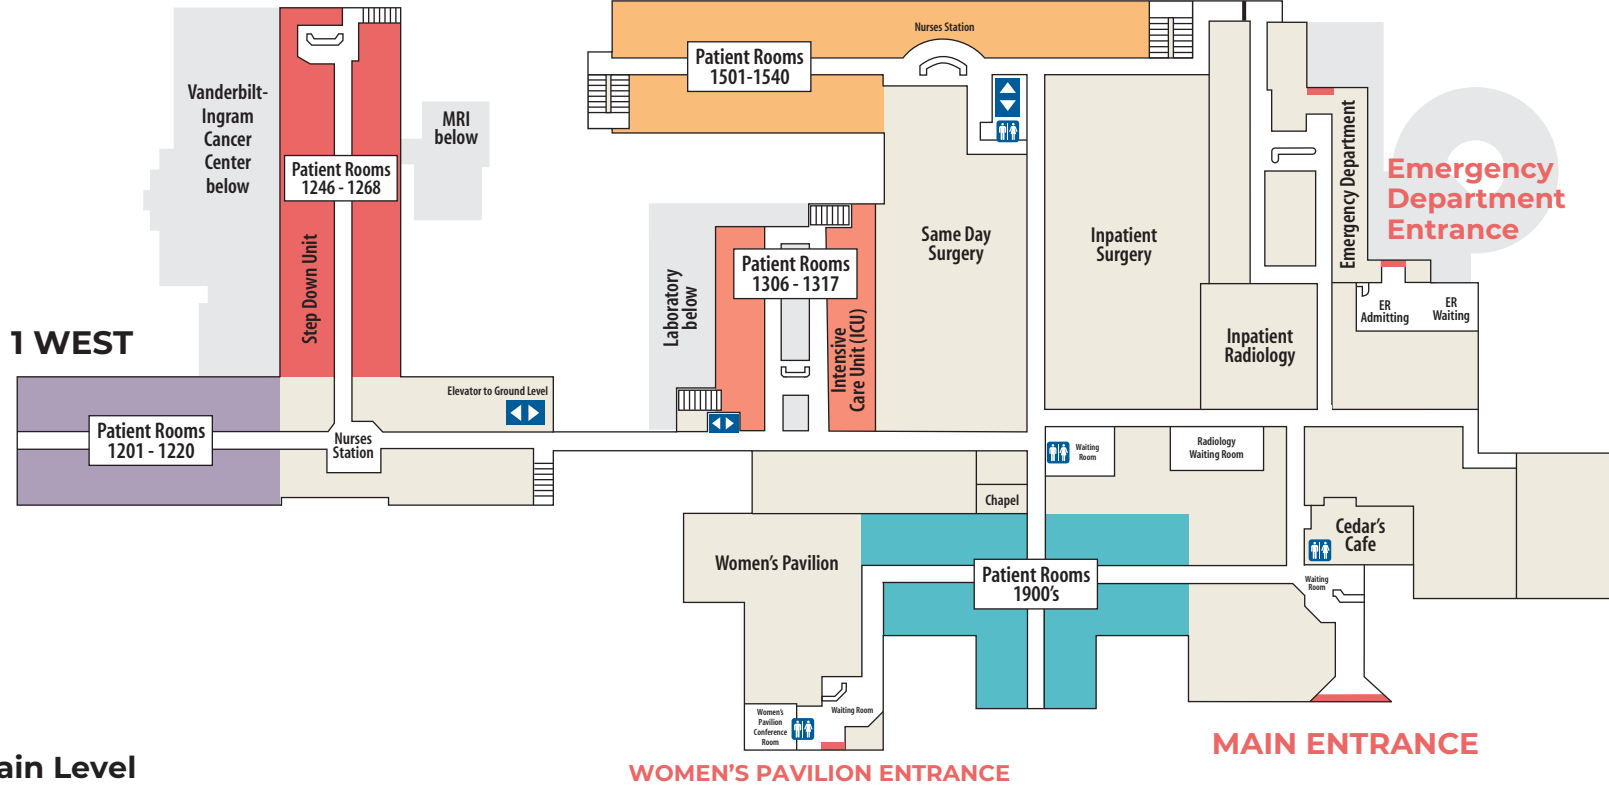 Nurses Station
Patient Rooms
1501-1540
Vanderbilt-
Ingram
Cancer
Center
below
MRI
below
Patient Rooms
1246 - 1268
Emergency Department
Emergency
Department
Entrance
Step Down Unit
Laboratory
below
Patient Rooms
1306 - 1317
Intensive
Care Unit (ICU)
Same Day
Surgery
Inpatient
Surgery
ER
Admitting
ER
Waiting
Inpatient
Radiology
1 WEST
Elevator to Ground Level
Patient Rooms
1201 - 1220
Nurses
Station
Waiting
Room
Radiology
Waiting Room
Chapel
Cedar's
Cafe
Women's Pavilion
Patient Rooms
1900's
Waiting
Room
Women's
Pavilion
Conference
Room
Waiting Room
MAIN ENTRANCE
ain Level
WOMEN'S PAVILION ENTRANCE